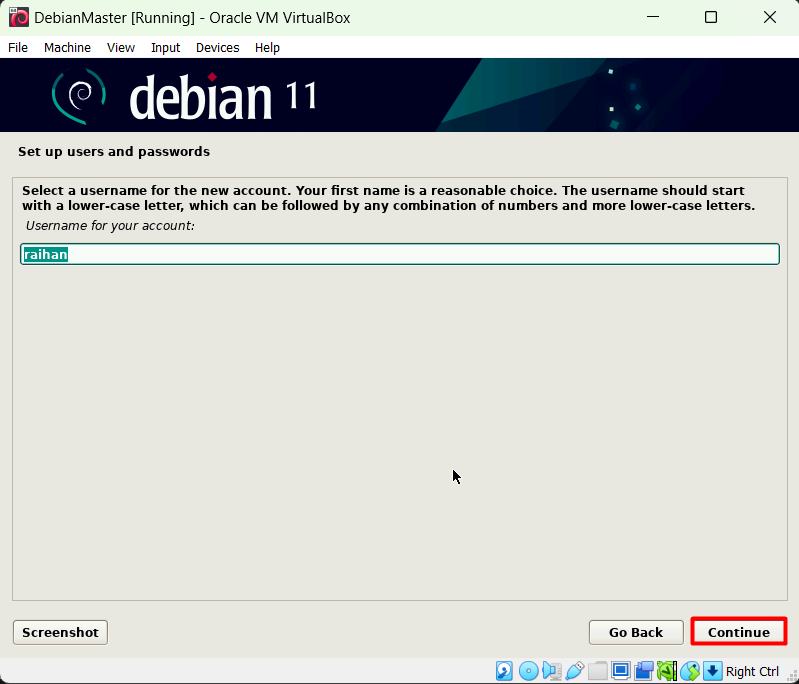 DebianMaster [Running] - Oracle VM VirtualBox
File Machine View Input Devices Help
debian 11
Set up users and passwords
Select a username for the new account. Your first name is a reasonable choice. The username should start
with a lower-case letter, which can be followed by any combination of numbers and more lower-case letters.
Username for your account:
raihan
Screenshot Go Back Continue
Right Ctrl